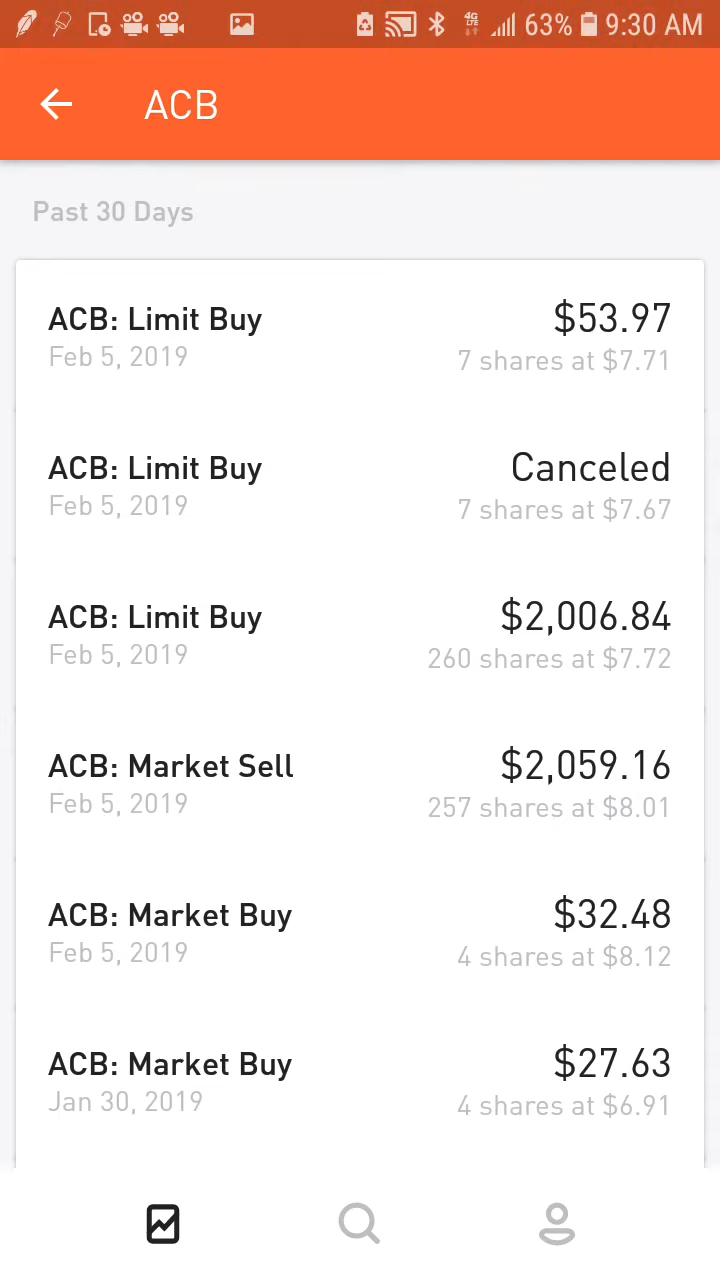 4G LTE 63% 9:30 AM
ACB
Past 30 Days
ACB: Limit Buy $53.97
Feb 5, 2019 7 shares at $7.71
ACB: Limit Buy Canceled
Feb 5, 2019 7 shares at $7.67
ACB: Limit Buy $2,006.84
Feb 5, 2019 260 shares at $7.72
ACB: Market Sell $2,059.16
Feb 5, 2019 257 shares at $8.01
ACB: Market Buy $32.48
Feb 5, 2019 4 shares at $8.12
ACB: Market Buy $27.63
Jan 30, 2019 4 shares at $6.91